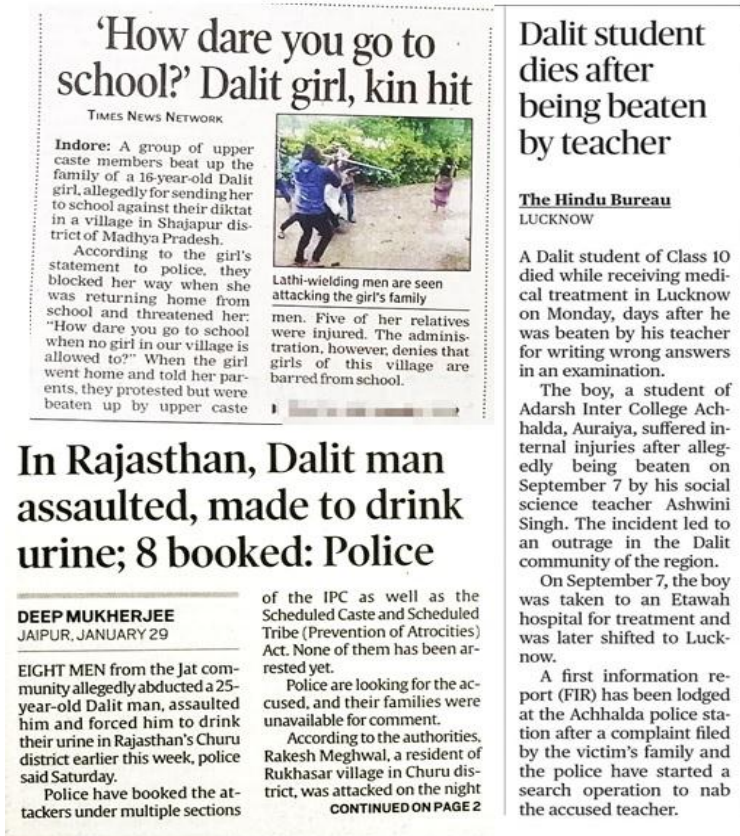 'How dare you go to
school?' Dalit girl, kin hit
TIMES NEWS NETWORK
Indore: A group of upper
caste members beat up the
family of a 16-year-old Dalit
girl, allegedly for sending her
to school against their diktat
in a village in Shajapur dis-
trict of Madhya Pradesh.
According to the girl's
statement to police, they
blocked her way when she
was returning home from
school and threatened her:
"How dare you go to school
when no girl in our village is
allowed to?" When the girl
went home and told her par-
ents, they protested but were
beaten up by upper caste
Lathi-wielding men are seen
attacking the girl's family
men. Five of her relatives
were injured. The adminis-
tration, however, denies that
girls of this village are
barred from school.
In Rajasthan, Dalit man
assaulted, made to drink
urine; 8 booked: Police
DEEP MUKHERJEE
JAIPUR, JANUARY 29
EIGHT MEN from the Jat com-
munity allegedly abducted a 25-
year-old Dalit man, assaulted
him and forced him to drink
their urine in Rajasthan's Churu
district earlier this week, police
said Saturday.
Police have booked the at-
tackers under multiple sections
of the IPC as well as the
Scheduled Caste and Scheduled
Tribe (Prevention of Atrocities)
Act. None of them has been ar-
rested yet.
Police are looking for the ac-
cused, and their families were
unavailable for comment.
According to the authorities,
Rakesh Meghwal, a resident of
Rukhasar village in Churu dis-
trict, was attacked on the night
CONTINUED ON PAGE 2
Dalit student
dies after
being beaten
by teacher
The Hindu Bureau
LUCKNOW
A Dalit student of Class 10
died while receiving medi-
cal treatment in Lucknow
on Monday, days after he
was beaten by his teacher
for writing wrong answers
in an examination.
The boy, a student of
Adarsh Inter College Ach-
halda, Auraiya, suffered in-
ternal injuries after alleg-
edly being beaten on
September 7 by his social
science teacher Ashwini
Singh. The incident led to
an outrage in the Dalit
community of the region.
On September 7, the boy
was taken to an Etawah
hospital for treatment and
was later shifted to Luck-
now.
A first information re-
port (FIR) has been lodged
at the Achhalda police sta-
tion after a complaint filed
by the victim's family and
the police have started a
search operation to nab
the accused teacher.